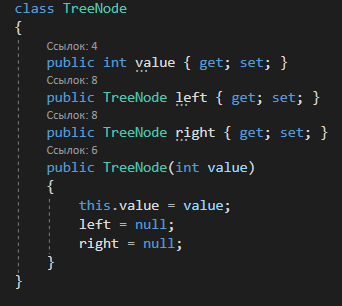 class TreeNode
{
Ссылок: 4
public int value { get; set; }
Ссылок: 8
public TreeNode left { get; set; }
Ссылок: 8
public TreeNode right { get; set; }
Ссылок: 6
public TreeNode(int value)
{
this.value = value;
left = null;
right = null;
}
}